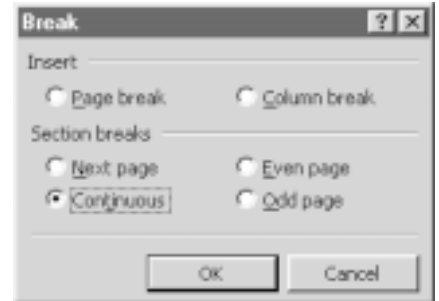 Break
Insert
Page break Column break
Section breaks
Next page Even page
Continuous Odd page
OK Cancel